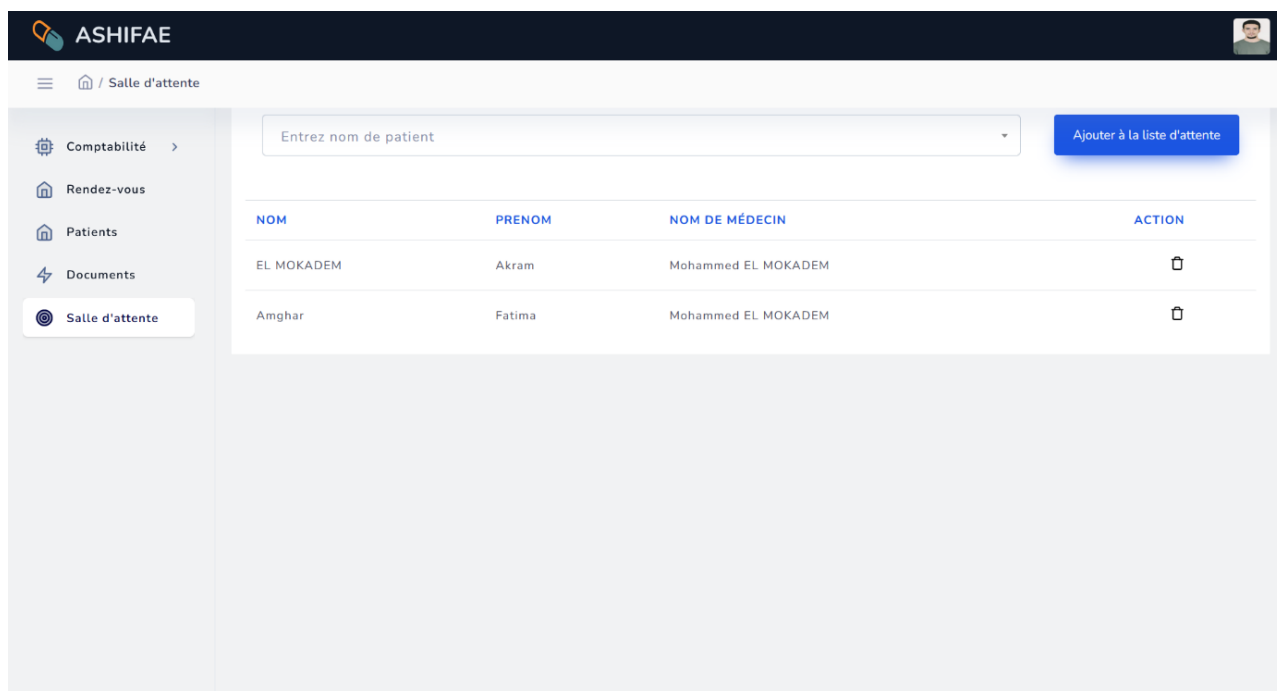 ASHIFAE
/ Salle d'attente
Comptabilité >
Rendez-vous
Patients
Documents
Salle d'attente
Entrez nom de patient
Ajouter à la liste d'attente
NOM PRENOM NOM DE MÉDECIN ACTION
EL MOKADEM Akram Mohammed EL MOKADEM
Amghar Fatima Mohammed EL MOKADEM